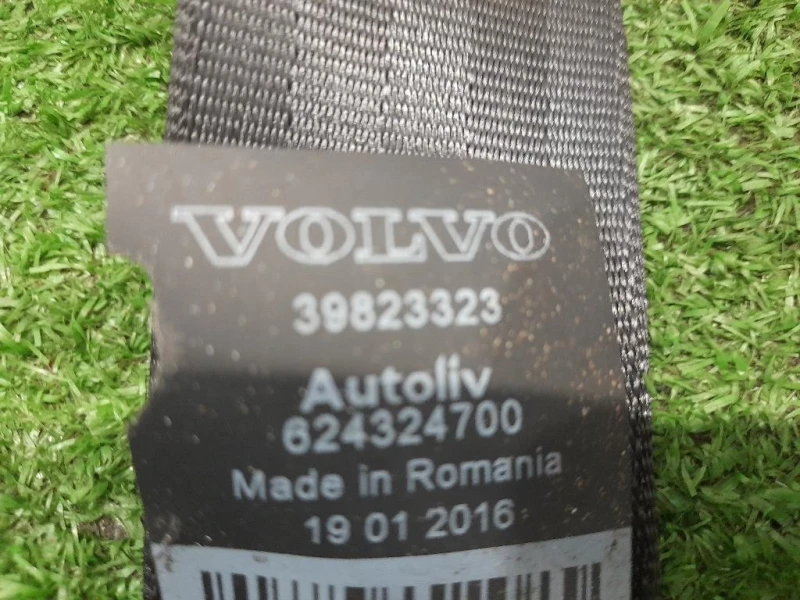 VOLVO
39823323
Autoliv
624324700
Made in Romania
19 01 2016